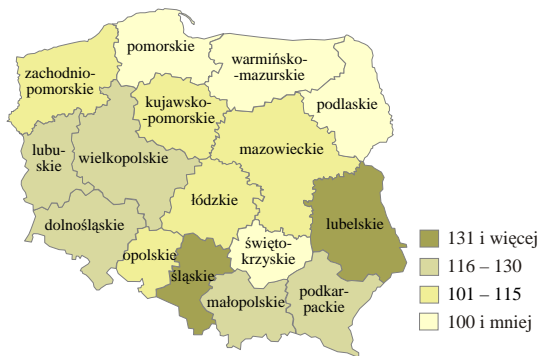 pomorskie
warmińsko-
-mazurskie
zachodnio-
pomorskie
podlaskie
kujawsko-
-pomorskie
lubu-
skie
wielkopolskie
mazowieckie
łódzkie
dolnośląskie
lubelskie
opolskie
śląskie
święto-
krzyskie
małopolskie
podkar-
packie
131 i więcej
116 – 130
101 – 115
100 i mniej